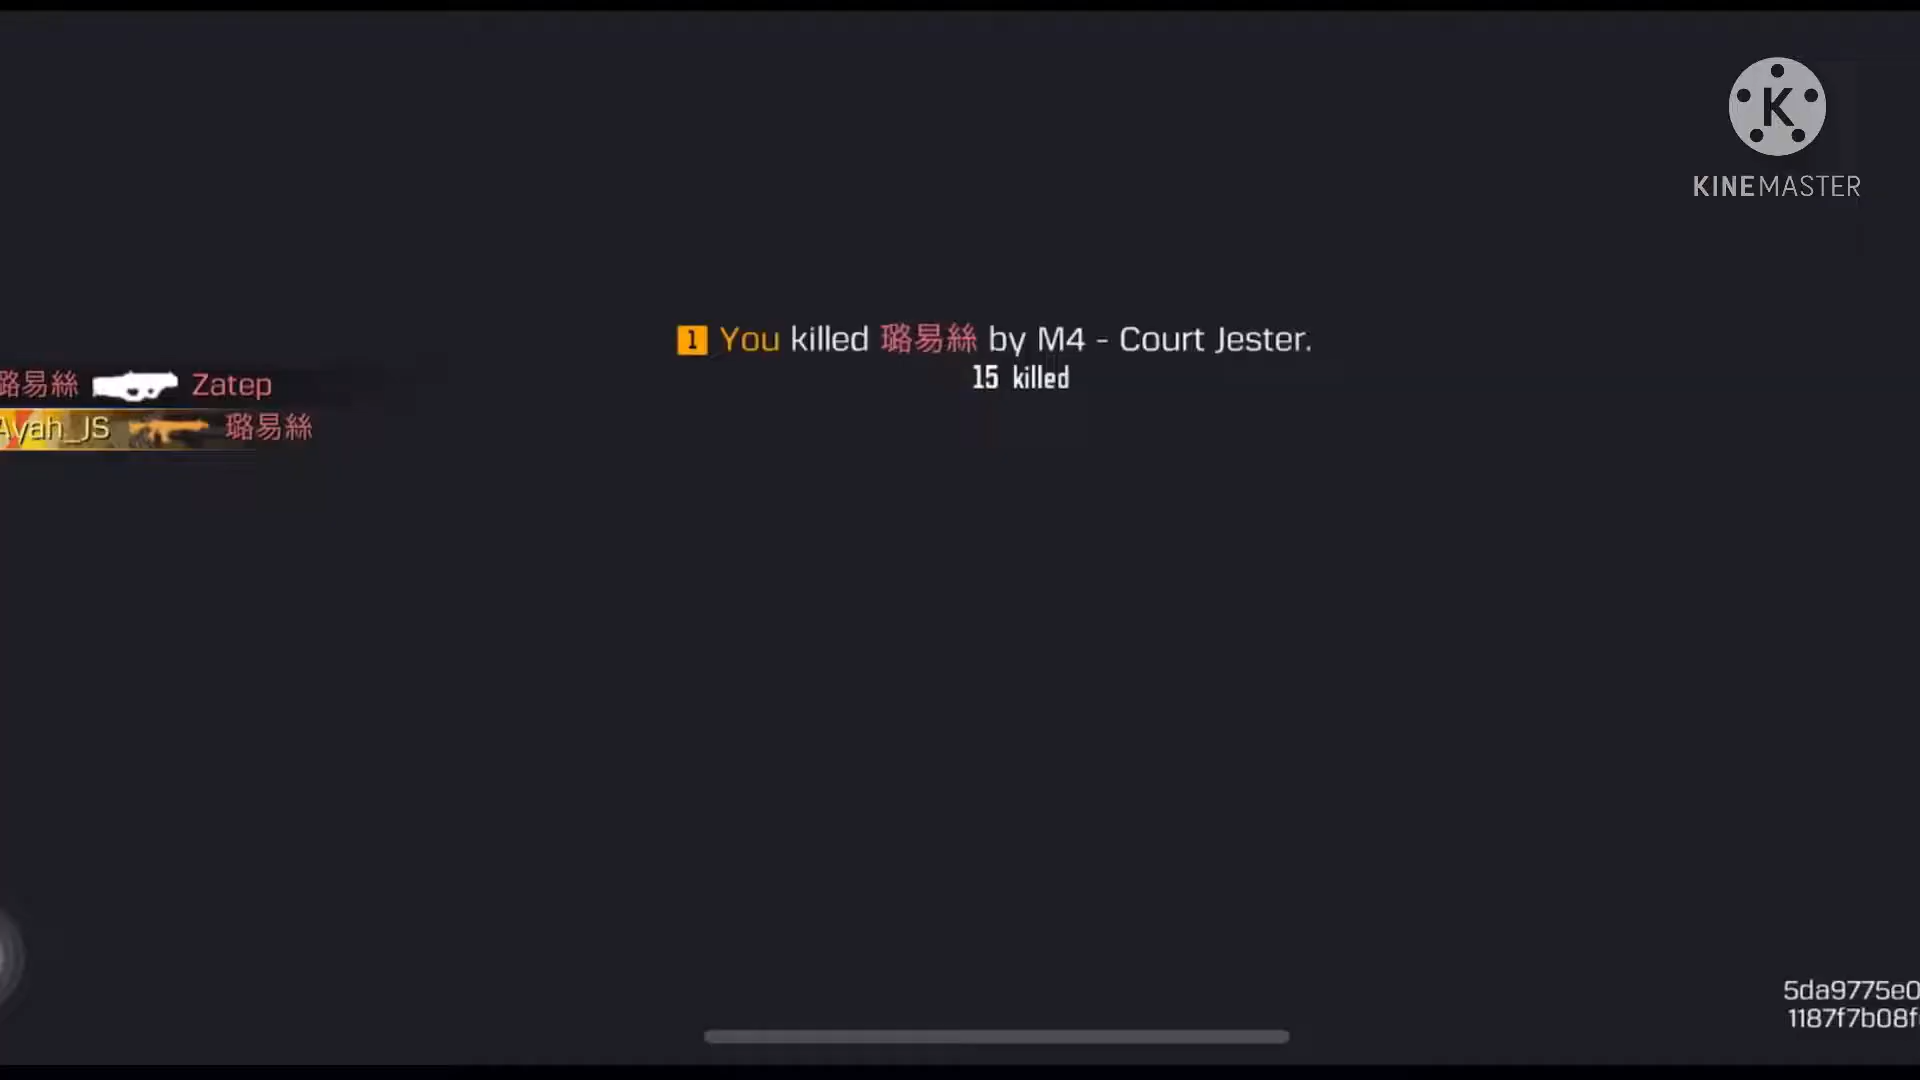 K
KINEMASTER
1 You killed 璐易絲 by M4 - Court Jester.
15 killed
璐易絲 Zatep
Ayah_JS 璐易絲
5da9775e0
1187f7b08f